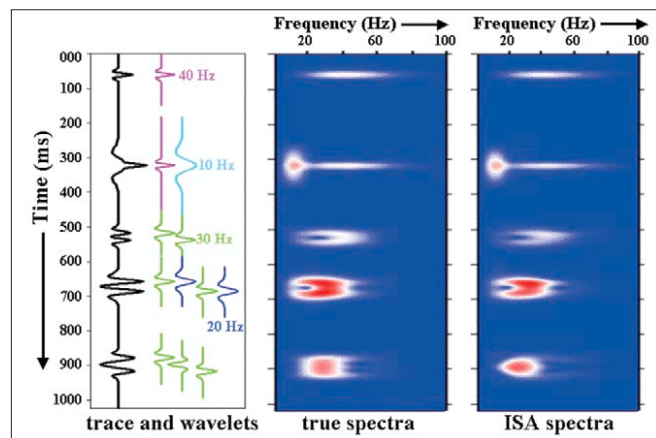 Frequency (Hz)
20 60 100
Frequency (Hz)
20 60 100
Time (ms)
000
100
200
300
400
500
600
700
800
900
1000
40 Hz
10 Hz
30 Hz
20 Hz
trace and wavelets
true spectra
ISA spectra